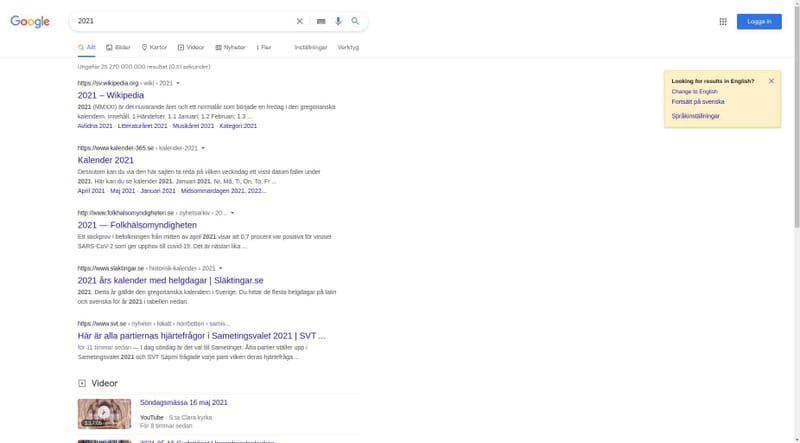 Google
2021
Logga in
Allt Bilder Kartor Videor Nyheter Fler Inställningar Verktyg
Ungefär 25 270 000 000 resultat (0,51 sekunder)
https://sv.wikipedia.org › wiki › 2021
2021 – Wikipedia
2021 (MMXXI) är det nuvarande året och ett normalår som började en fredag i den gregorianska
kalendern. Innehåll. 1 Händelser. 1.1 Januari; 1.2 Februari; 1.3 ...
Avlidna 2021 · Litteraturåret 2021 · Musikåret 2021 · Kategori:2021
https://www.kalender-365.se › kalender-2021
Kalender 2021
Dessutom kan du via den här sajten ta reda på vilken veckodag ett visst datum faller under
2021. Här kan du se kalender 2021. Januari 2021. Nr, Må, Ti, On, To, Fr ...
April 2021 · Maj 2021 · Januari 2021 · Midsommardagen 2021, 2022...
http://www.folkhalsomyndigheten.se › nyhetsarkiv › 20...
2021 — Folkhälsomyndigheten
Ett stickprov i befolkningen från mitten av april 2021 visar att 0,7 procent var positiva för viruset
SARS-CoV-2 som ger upphov till covid-19. Det är nästan lika ...
https://www.slaktingar.se › historisk-kalender › 2021
2021 års kalender med helgdagar | Släktingar.se
2021. Detta år gällde den gregorianska kalendern i Sverige. Du hittar de flesta helgdagar på latin
och svenska för år 2021 i tabellen nedan.
https://www.svt.se › nyheter › lokalt › norrbotten › sames...
Här är alla partiernas hjärtefrågor i Sametingsvalet 2021 | SVT ...
för 11 timmar sedan — I dag söndag är det val till Sametinget. Åtta partier ställer upp i
Sametingsvalet 2021 och SVT Sápmi frågade varje parti vilken deras hjärtefråga ...
Videor
Söndagsmässa 16 maj 2021
YouTube · S:ta Clara kyrka
För 8 timmar sedan
Looking for results in English?
Change to English
Fortsätt på svenska
Språkinställningar